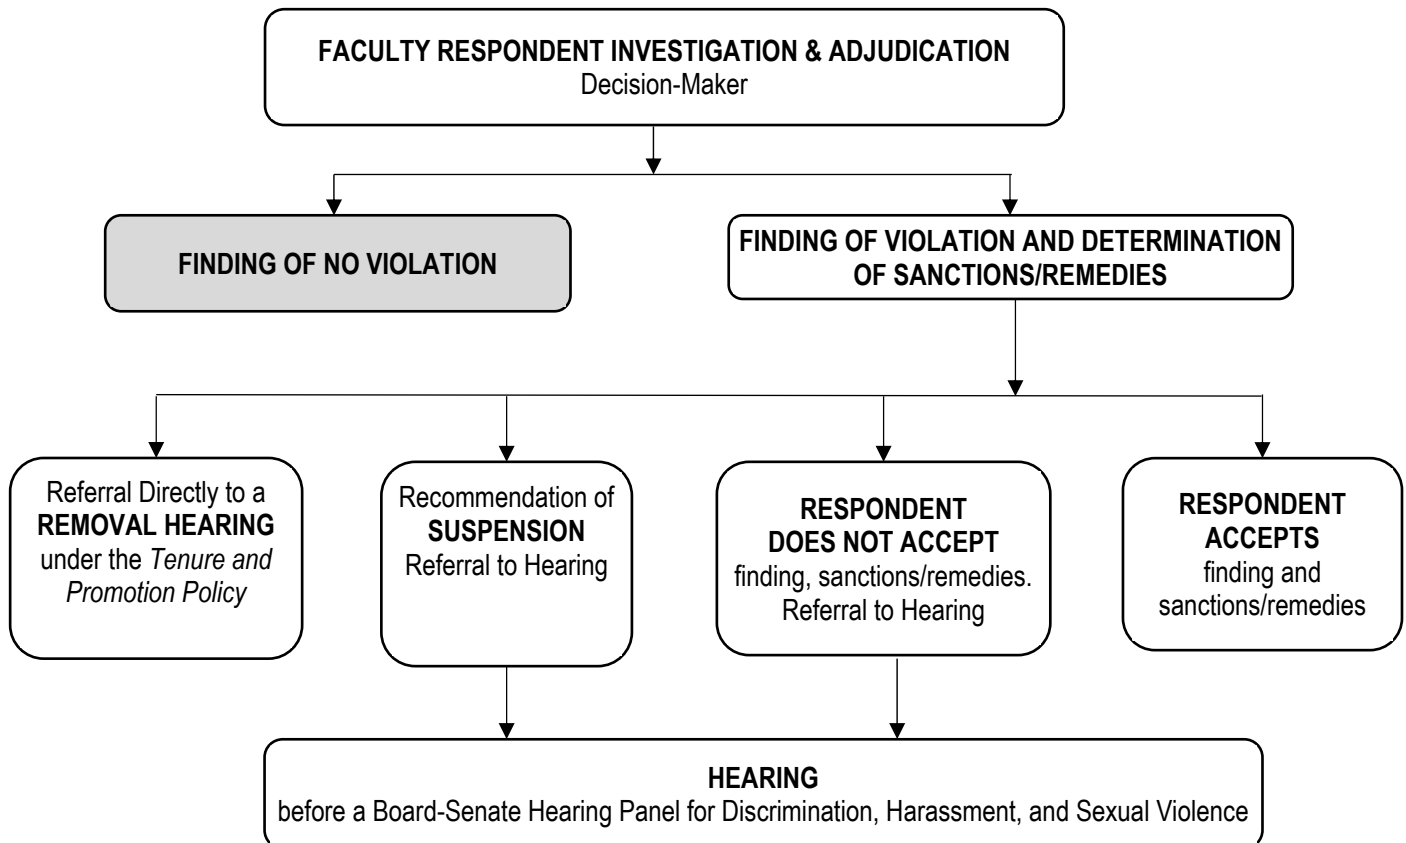 FACULTY RESPONDENT INVESTIGATION & ADJUDICATION
Decision-Maker
FINDING OF NO VIOLATION
FINDING OF VIOLATION AND DETERMINATION
OF SANCTIONS/REMEDIES
Referral Directly to a
REMOVAL HEARING
under the Tenure and
Promotion Policy
Recommendation of
SUSPENSION
Referral to Hearing
RESPONDENT
DOES NOT ACCEPT
finding, sanctions/remedies.
Referral to Hearing
RESPONDENT
ACCEPTS
finding and
sanctions/remedies
HEARING
before a Board-Senate Hearing Panel for Discrimination, Harassment, and Sexual Violence